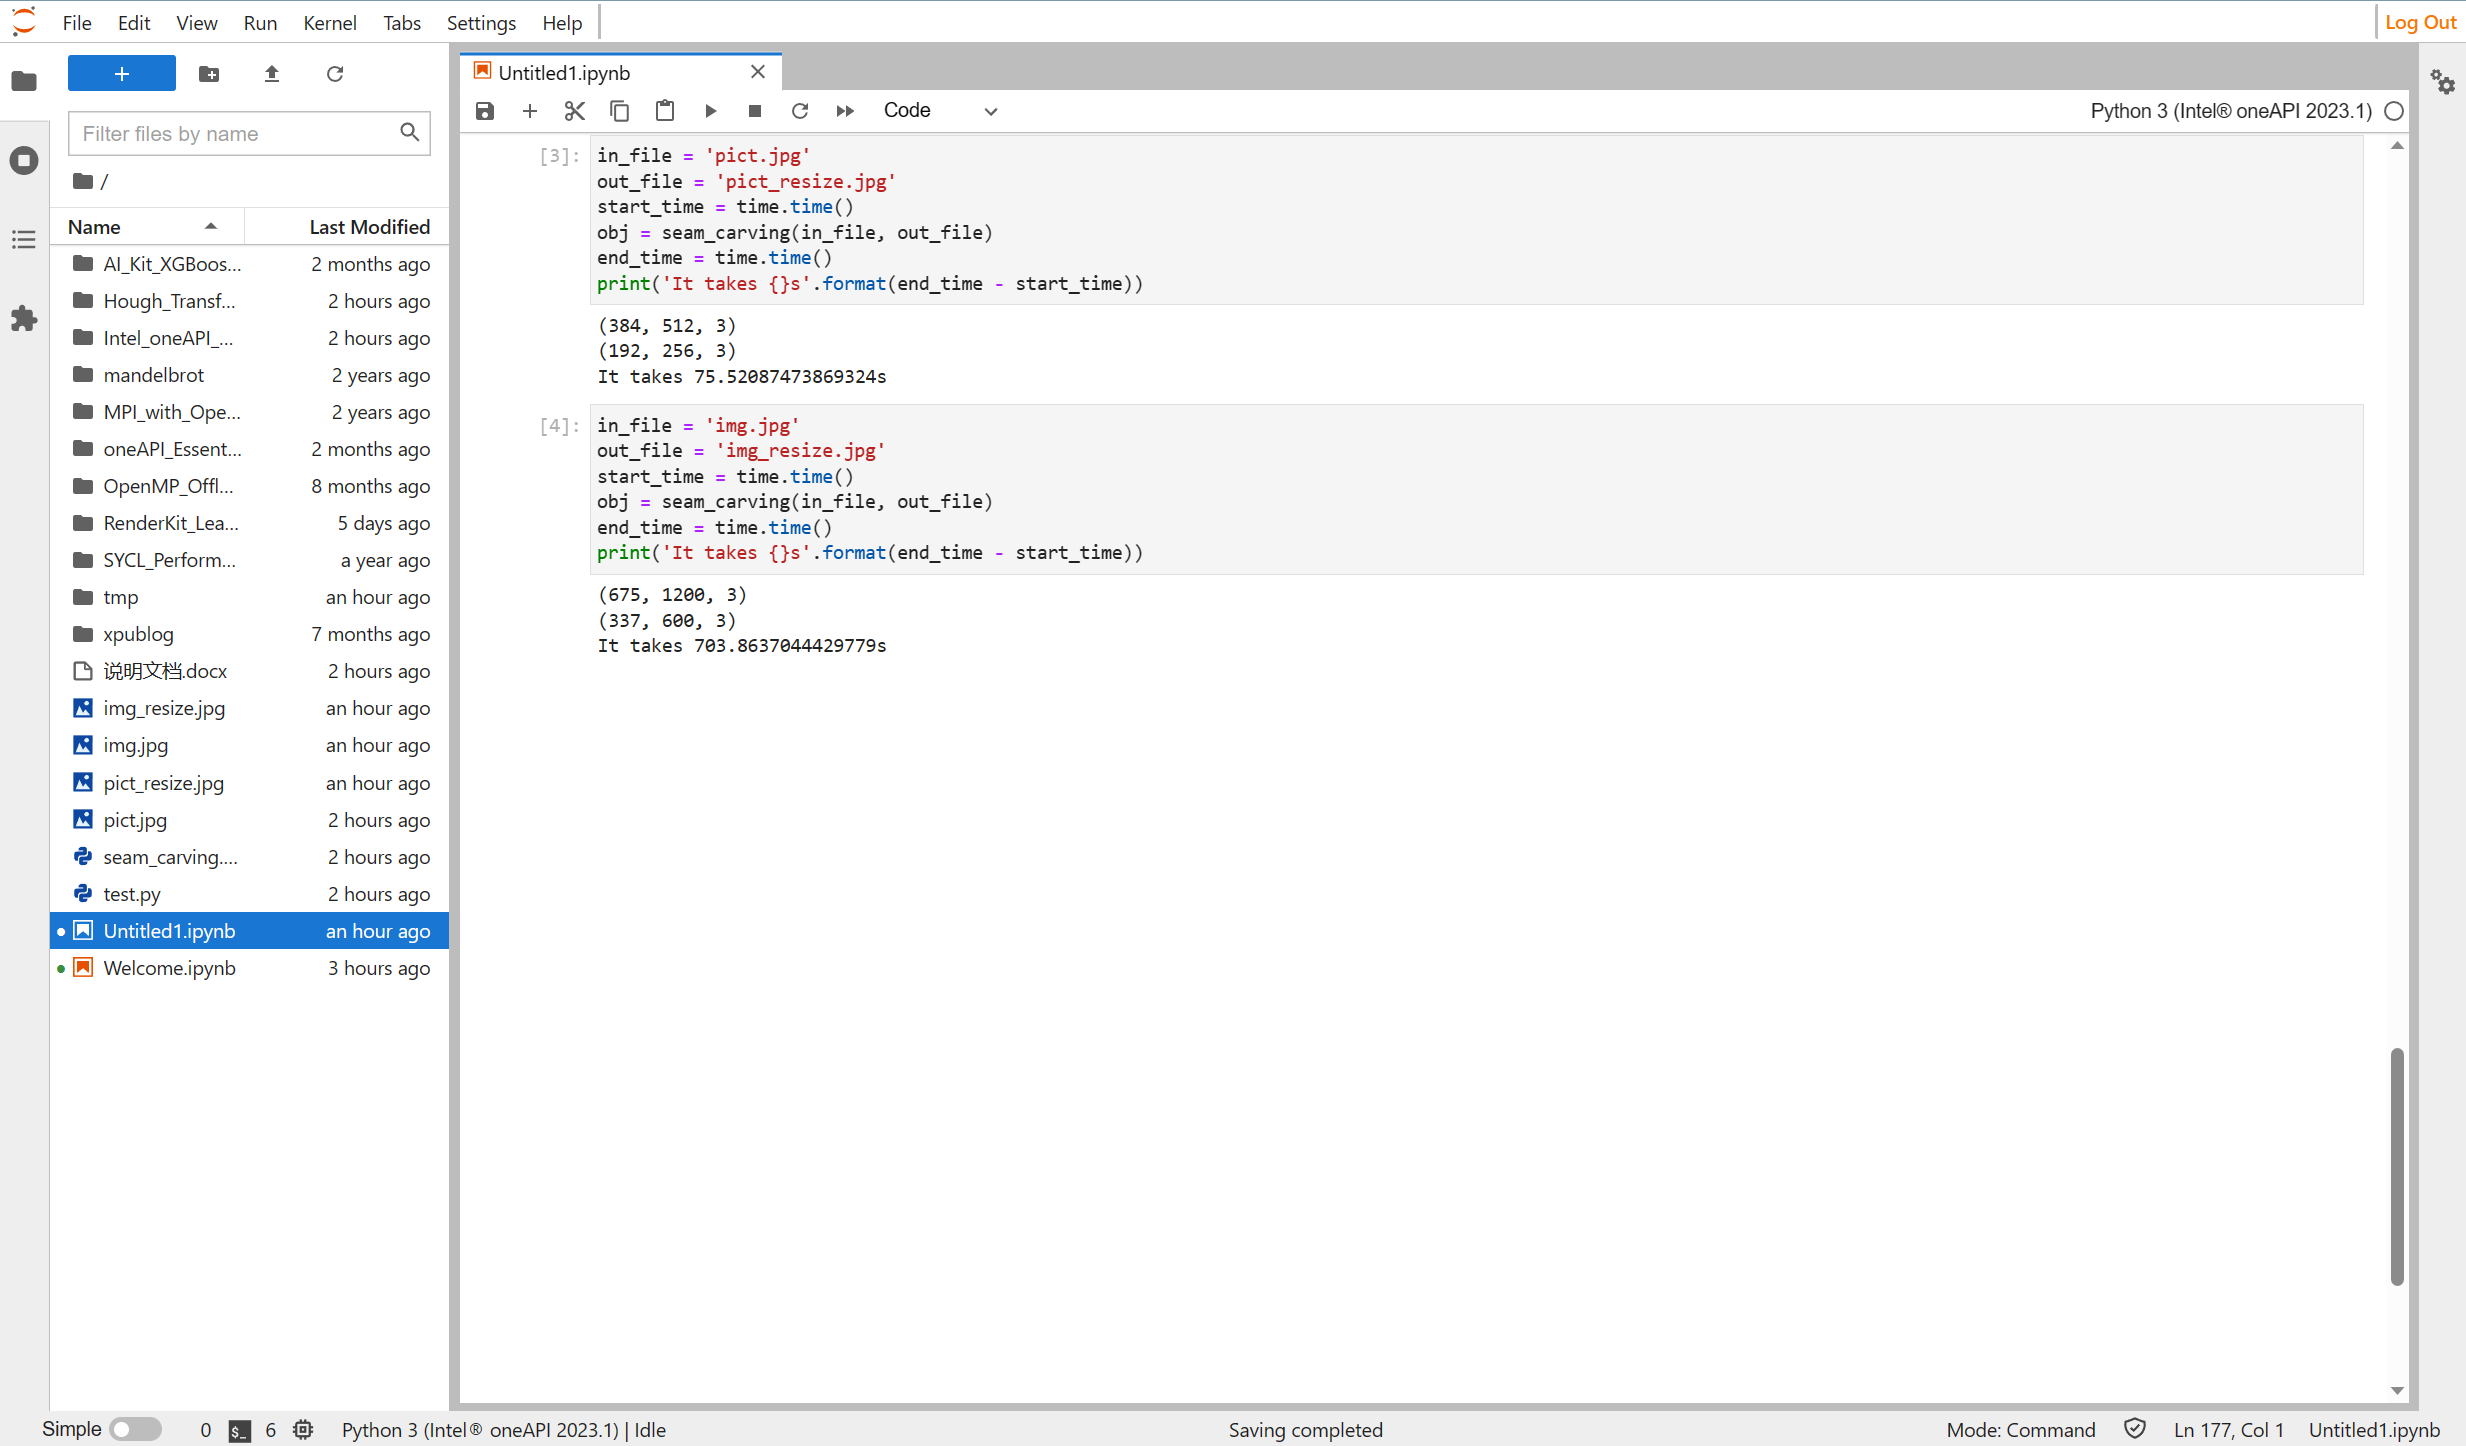 File Edit View Run Kernel Tabs Settings Help
Log Out
Filter files by name
/
Name Last Modified
AI_Kit_XGBoos... 2 months ago
Hough_Transf... 2 hours ago
Intel_oneAPI_... 2 hours ago
mandelbrot 2 years ago
MPI_with_Ope... 2 years ago
oneAPI_Essent... 2 months ago
OpenMP_Offl... 8 months ago
RenderKit_Lea... 5 days ago
SYCL_Perform... a year ago
tmp an hour ago
xpublog 7 months ago
说明文档.docx 2 hours ago
img_resize.jpg an hour ago
img.jpg an hour ago
pict_resize.jpg an hour ago
pict.jpg 2 hours ago
seam_carving.... 2 hours ago
test.py 2 hours ago
Untitled1.ipynb an hour ago
Welcome.ipynb 3 hours ago
Untitled1.ipynb
Code
Python 3 (Intel® oneAPI 2023.1)
[3]:
in_file = 'pict.jpg'
out_file = 'pict_resize.jpg'
start_time = time.time()
obj = seam_carving(in_file, out_file)
end_time = time.time()
print('It takes {}s'.format(end_time - start_time))
(384, 512, 3)
(192, 256, 3)
It takes 75.52087473869324s
[4]:
in_file = 'img.jpg'
out_file = 'img_resize.jpg'
start_time = time.time()
obj = seam_carving(in_file, out_file)
end_time = time.time()
print('It takes {}s'.format(end_time - start_time))
(675, 1200, 3)
(337, 600, 3)
It takes 703.8637044429779s
Simple 0 $_ 6 Python 3 (Intel® oneAPI 2023.1) | Idle
Saving completed
Mode: Command Ln 177, Col 1 Untitled1.ipynb